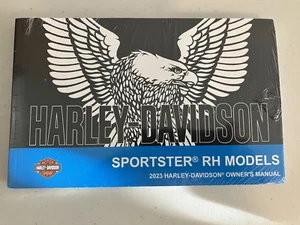 HARLEY-DAVIDSON
SPORTSTER® RH MODELS
2023 HARLEY-DAVIDSON® OWNER'S MANUAL